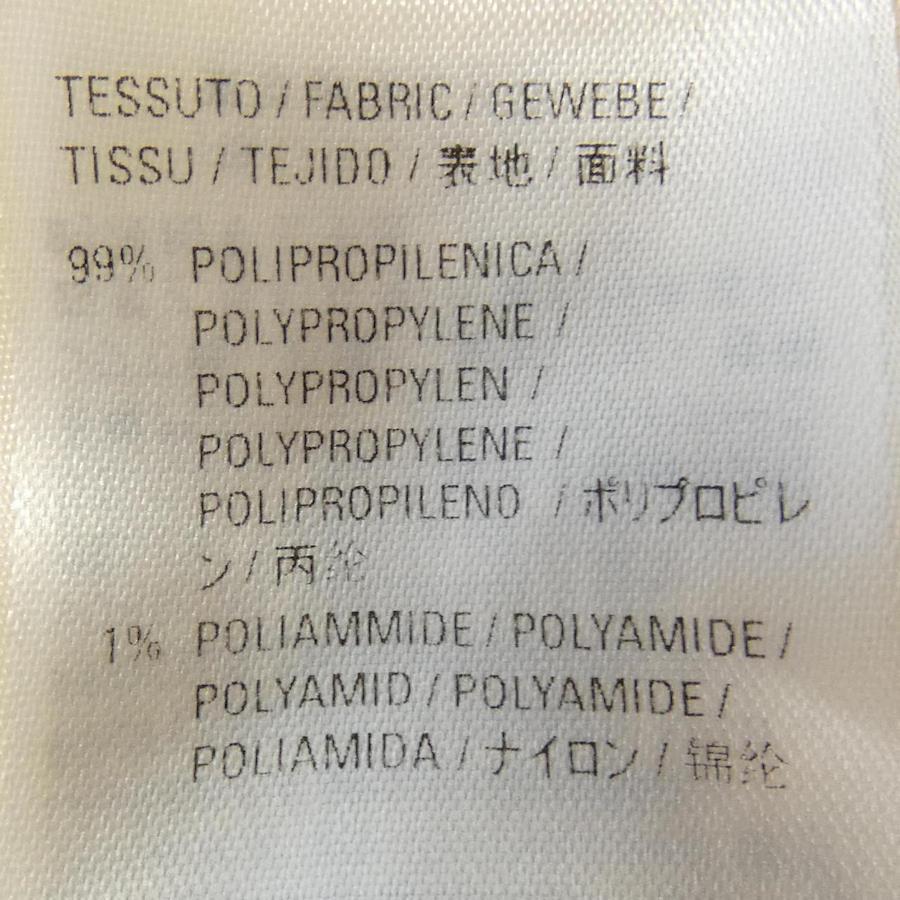 TESSUTO / FABRIC / GEWEBE /
TISSU / TEJIDO / 表地 / 面料
99% POLIPROPILENICA /
POLYPROPYLENE /
POLYPROPYLEN /
POLYPROPYLENE /
POLIPROPILENO / ポリプロピレ
ン / 丙纶
1% POLIAMMIDE / POLYAMIDE /
POLYAMID / POLYAMIDE /
POLIAMIDA / ナイロン / 锦纶